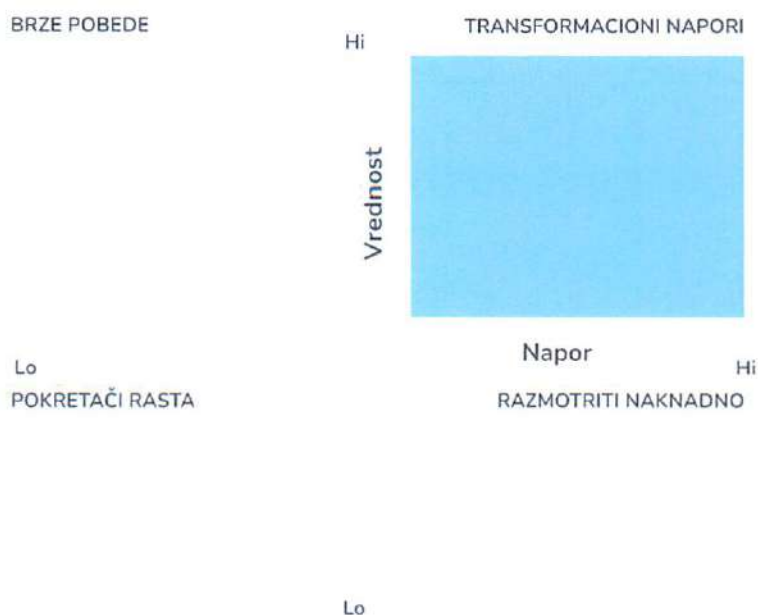 BRZE POBEDE
Hi
TRANSFORMACIONI NAPORI
Vrednost
Napor
Lo
Hi
POKRETAČI RASTA
RAZMOTRITI NAKNADNO
Lo